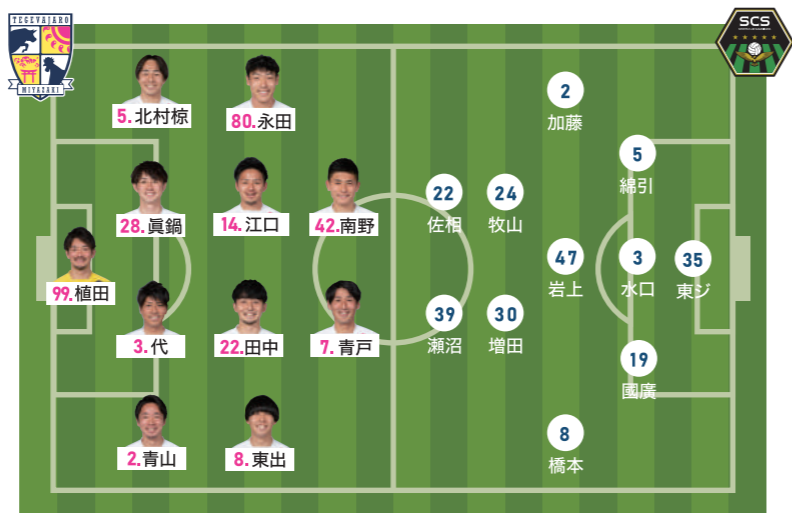 TEGEVAJARO
MIYAZAKI
SCS
5.北村椋
80.永田
28.眞鍋
14.江口
42.南野
99.植田
3.代
22.田中
7.青戸
2.青山
8.東出
2
加藤
5
綿引
22
佐相
24
牧山
47
岩上
3
水口
35
東ジ
39
瀬沼
30
増田
19
國廣
8
橋本